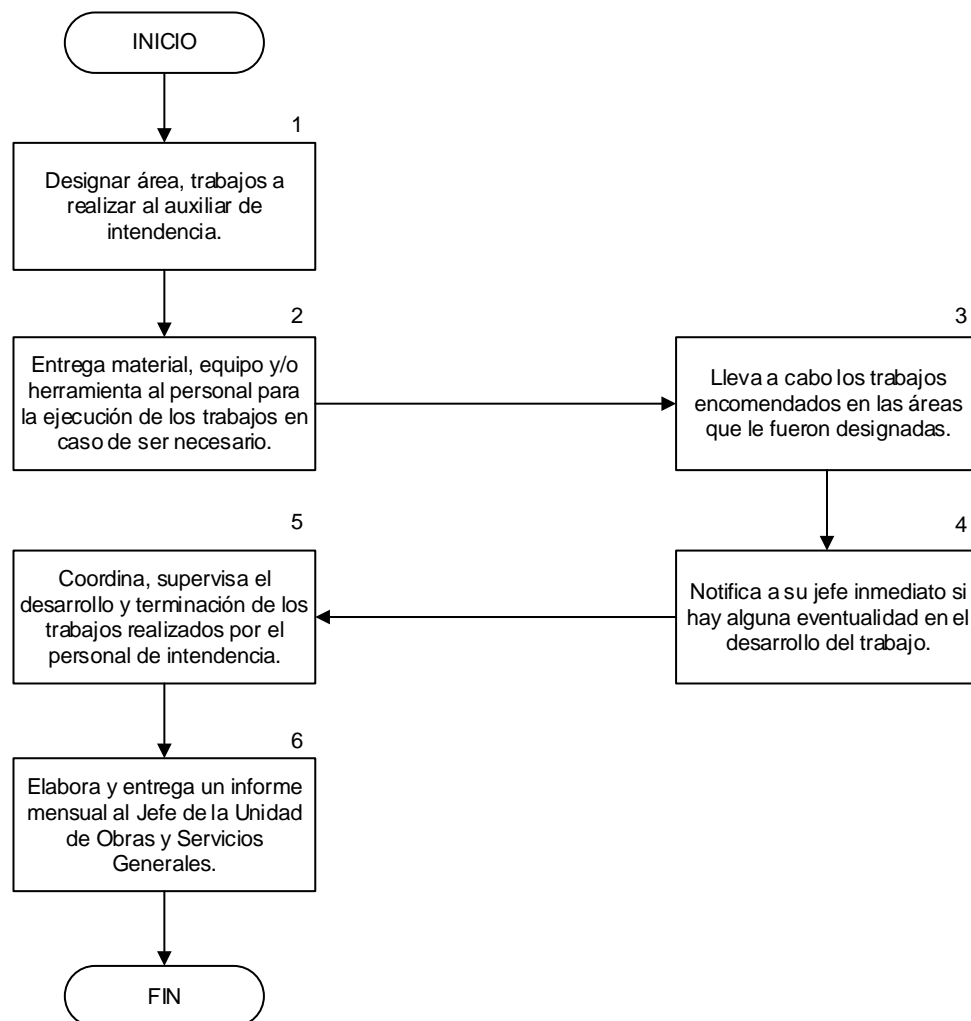 INICIO
1
Designar área, trabajos a
realizar al auxiliar de
intendencia.
2
Entrega material, equipo y/o
herramienta al personal para
la ejecución de los trabajos en
caso de ser necesario.
3
Lleva a cabo los trabajos
encomendados en las áreas
que le fueron designadas.
4
Notifica a su jefe inmediato si
hay alguna eventualidad en el
desarrollo del trabajo.
5
Coordina, supervisa el
desarrollo y terminación de los
trabajos realizados por el
personal de intendencia.
6
Elabora y entrega un informe
mensual al Jefe de la Unidad
de Obras y Servicios
Generales.
FIN